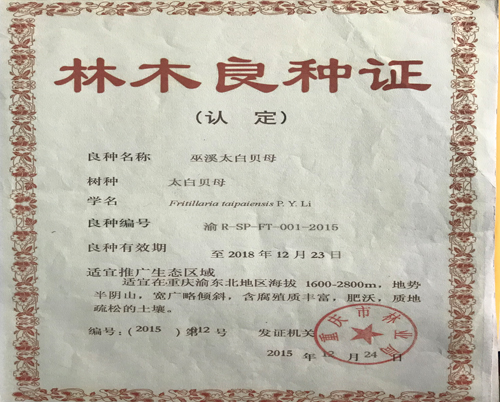 林木良种证
(认 定)
良种名称 巫溪太白贝母
树种 太白贝母
学名 Fritillaria taipaiensis P. Y. Li
良种编号 渝 R-SP-FT-001-2015
良种有效期 至 2018 年 12 月 23 日
适宜推广生态区域
适宜在重庆渝东北地区海拔 1600-2800m，地势
半阴山，宽广略倾斜，含腐殖质丰富，肥沃，质地
疏松的土壤。
编号:(2015) 第12 号 发证机关
重庆市林业局
2015 年 12 月 24 日